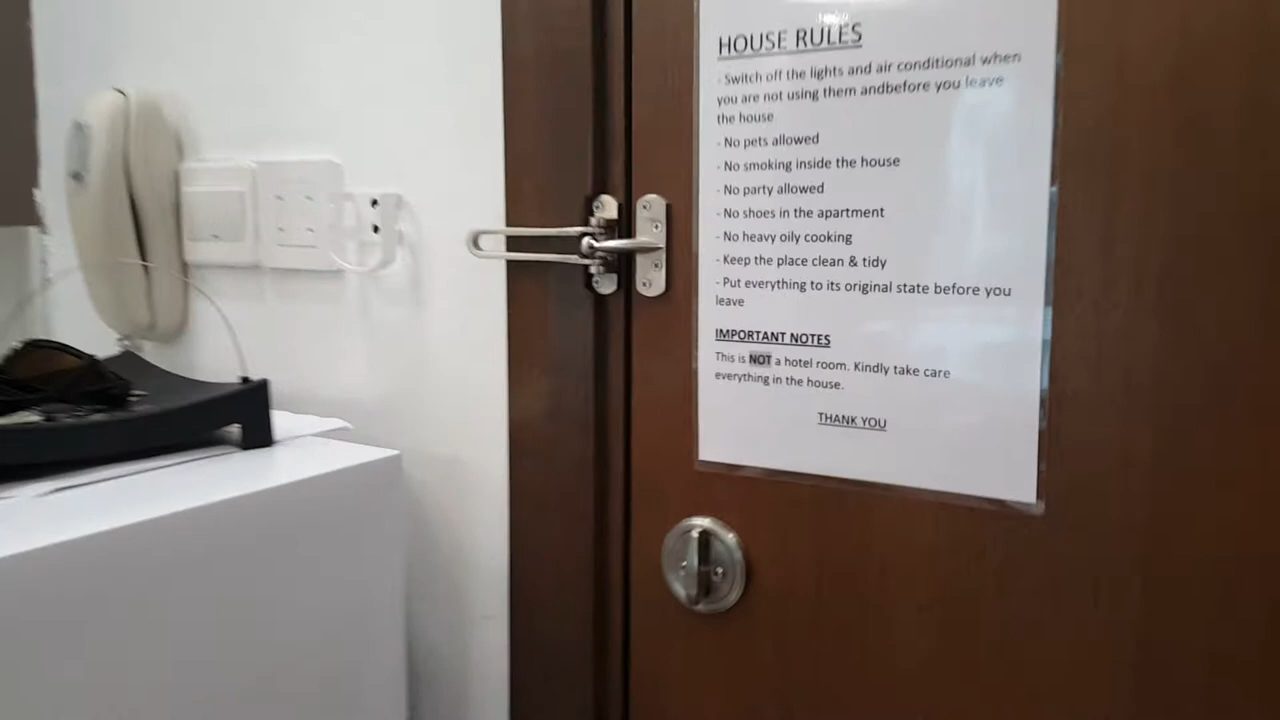 HOUSE RULES
- Switch off the lights and air conditional when
you are not using them andbefore you leave
the house
- No pets allowed
- No smoking inside the house
- No party allowed
- No shoes in the apartment
- No heavy oily cooking
- Keep the place clean & tidy
- Put everything to its original state before you
leave
IMPORTANT NOTES
This is NOT a hotel room. Kindly take care
everything in the house.
THANK YOU